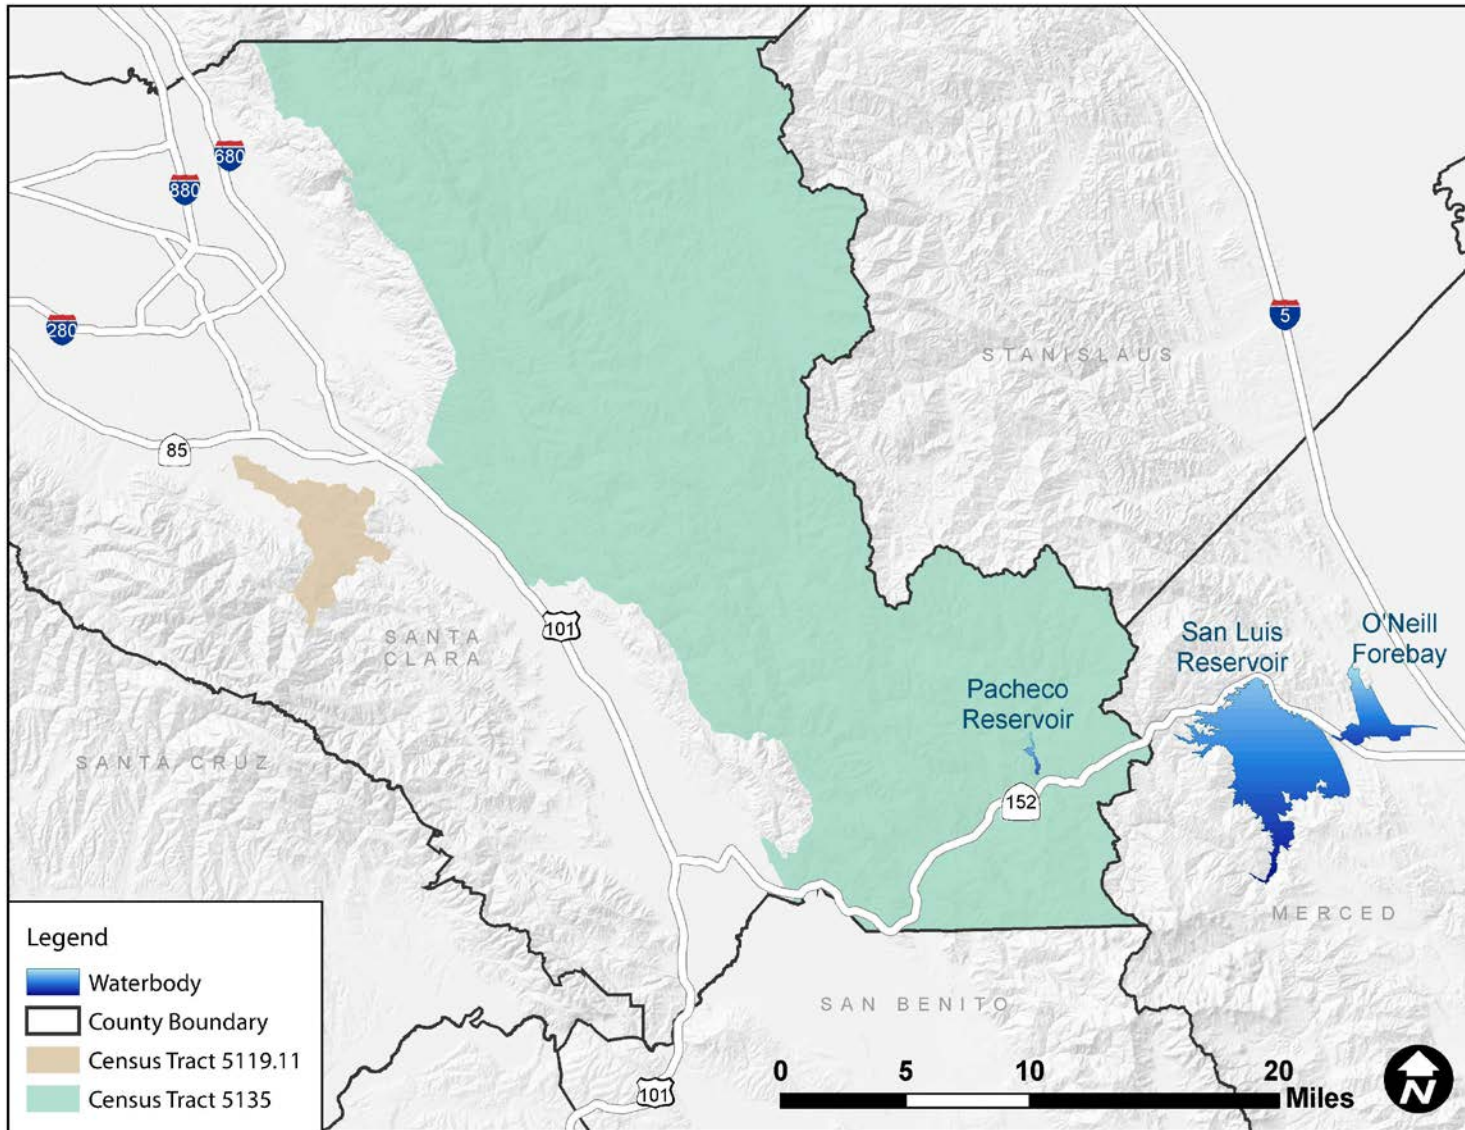 680
880
280
5
STANISLAUS
85
101
SANTA
CLARA
San Luis
Reservoir
O'Neill
Forebay
Pacheco
Reservoir
SANTA CRUZ
152
MERCED
SAN BENITO
101
Legend
Waterbody
County Boundary
Census Tract 5119.11
Census Tract 5135
0 5 10 20
Miles
N